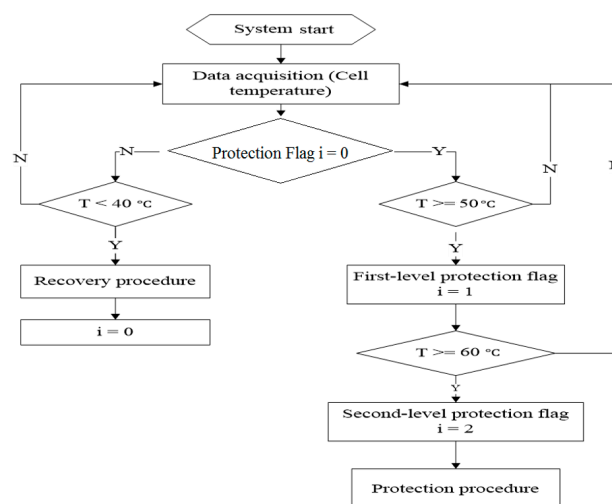 System start
Data acquisition (Cell
temperature)
Protection Flag i = 0
N
Y
N
T < 40 ℃
T >= 50℃
N
Y
Y
Recovery procedure
First-level protection flag
i = 1
i = 0
T >= 60 ℃
Y
Second-level protection flag
i = 2
Protection procedure